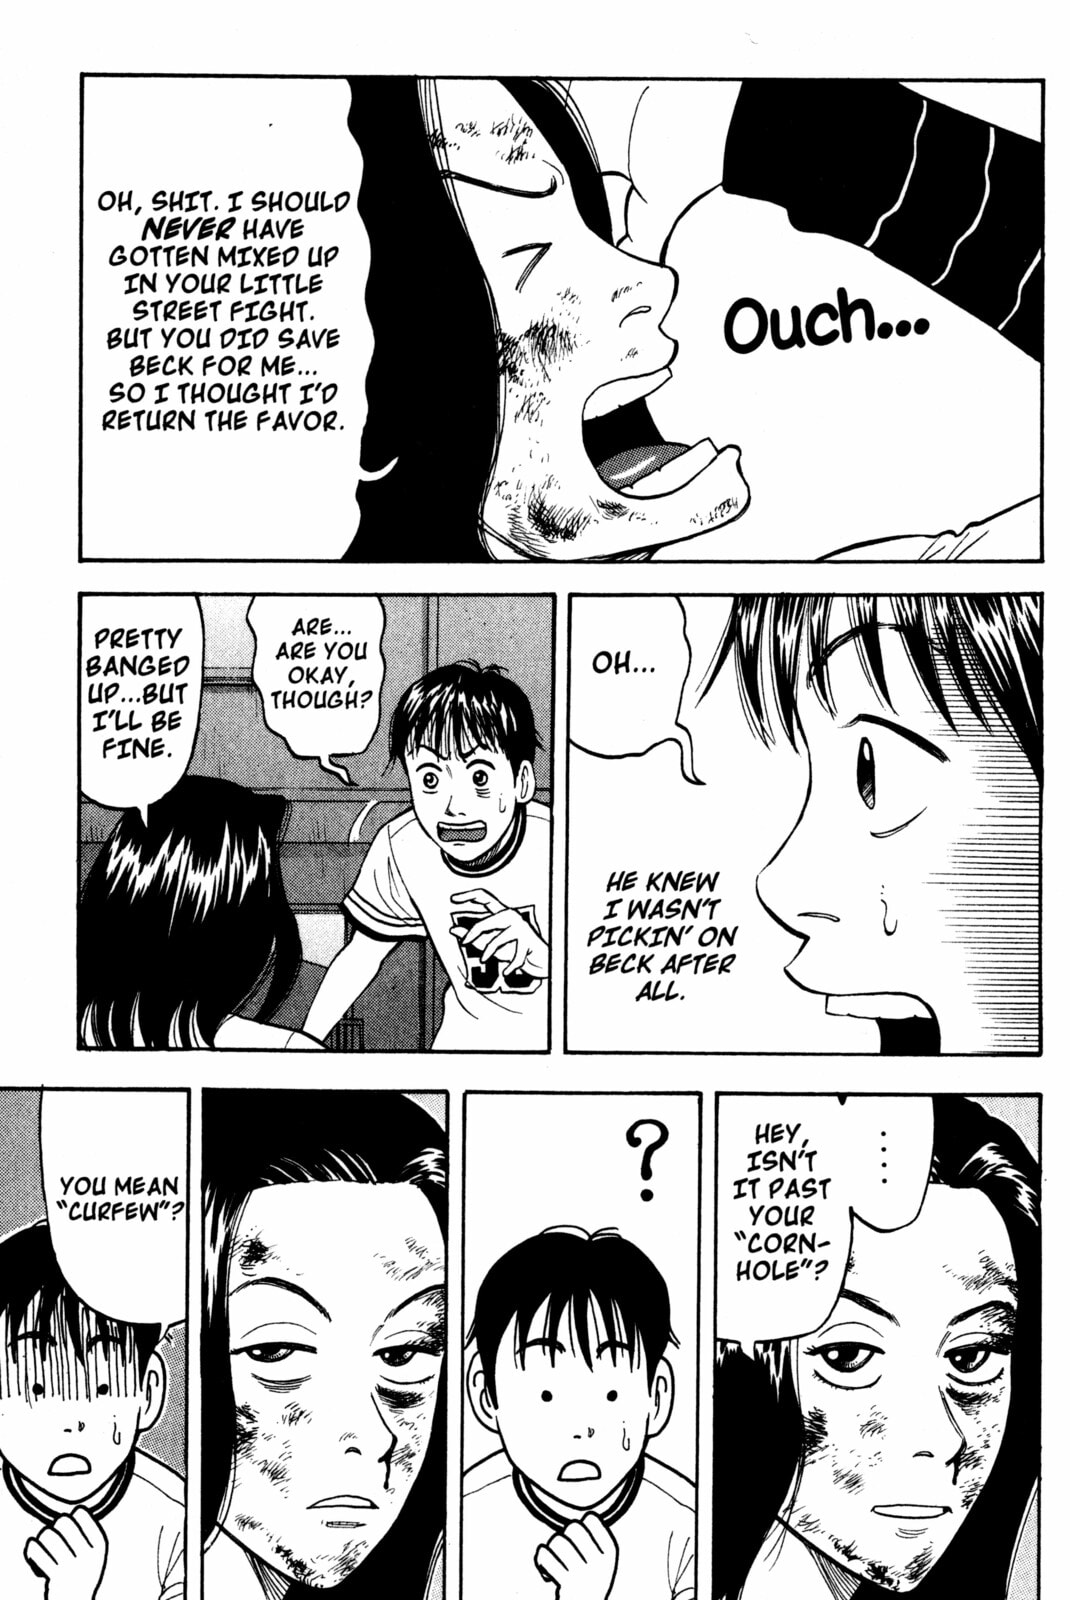 Ouch...
OH, SHIT. I SHOULD
NEVER HAVE
GOTTEN MIXED UP
IN YOUR LITTLE
STREET FIGHT.
BUT YOU DID SAVE
BECK FOR ME...
SO I THOUGHT I'D
RETURN THE FAVOR.
OH...
HE KNEW
I WASN'T
PICKIN' ON
BECK AFTER
ALL.
ARE...
ARE YOU
OKAY,
THOUGH?
PRETTY
BANGED
UP...BUT
I'LL BE
FINE.
....
HEY,
ISN'T
IT PAST
YOUR
"CORN-
HOLE"?
?
YOU MEAN
"CURFEW"?